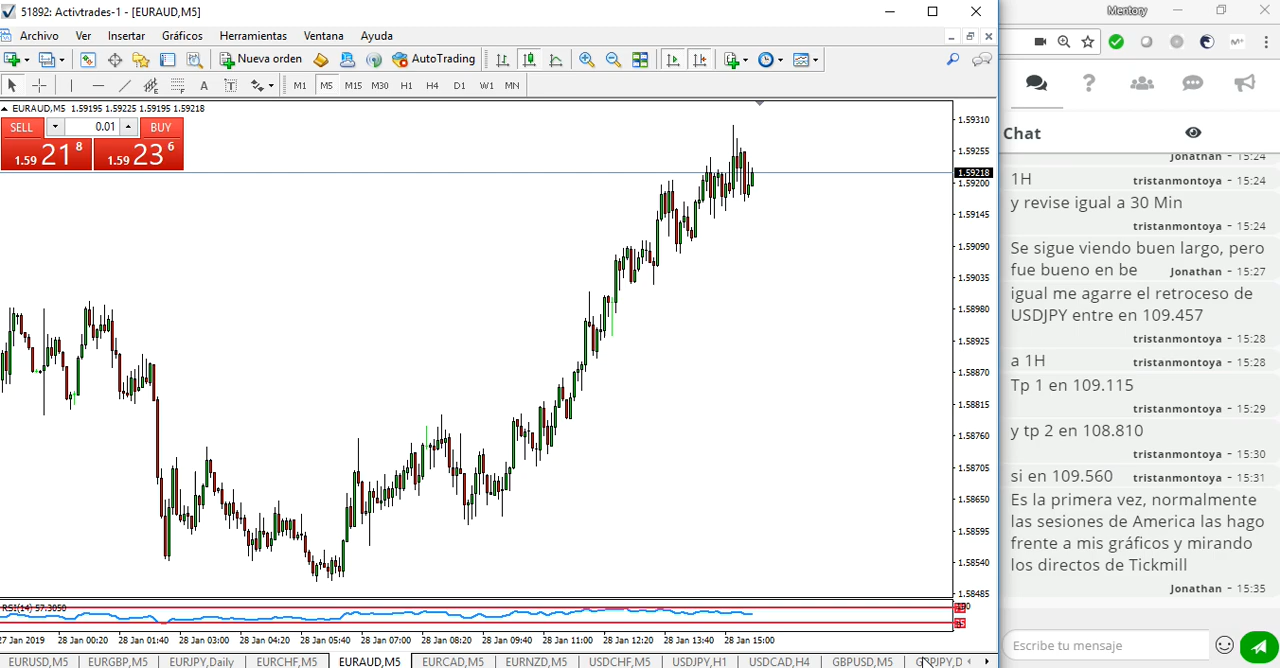 51892: Activtrades-1 - [EURAUD,M5]
Archivo Ver Insertar Gráficos Herramientas Ventana Ayuda
Nueva orden AutoTrading
A T M1 M5 M15 M30 H1 H4 D1 W1 MN
EURAUD,M5 1.59195 1.59225 1.59195 1.59218
SELL 0.01 BUY
1.59 21 8 1.59 23 6
1.59310
1.59255
1.59218
1.59200
1.59145
1.59090
1.59035
1.58980
1.58925
1.58870
1.58815
1.58760
1.58705
1.58650
1.58595
1.58540
1.58485
RSI(14) 57.3050
27 Jan 2019 28 Jan 00:20 28 Jan 01:40 28 Jan 03:00 28 Jan 04:20 28 Jan 05:40 28 Jan 07:00 28 Jan 08:20 28 Jan 09:40 28 Jan 11:00 28 Jan 12:20 28 Jan 13:40 28 Jan 15:00
EURUSD,M5 EURGBP,M5 EURJPY,Daily EURCHF,M EURAUD,M5 EURCAD,M5 EURNZD,M5 USDCHF,M5 USDJPY,H1 USDCAD,H4 GBPUSD,M5
Mentory
Chat
Jonathan - 15:24
1H
tristanmontoya - 15:24
y revise igual a 30 Min
tristanmontoya - 15:24
Se sigue viendo buen largo, pero
fue bueno en be
Jonathan - 15:27
igual me agarre el retroceso de
USDJPY entre en 109.457
tristanmontoya - 15:28
a 1H
tristanmontoya - 15:28
Tp 1 en 109.115
tristanmontoya - 15:29
y tp 2 en 108.810
tristanmontoya - 15:30
si en 109.560
tristanmontoya - 15:31
Es la primera vez, normalmente
las sesiones de America las hago
frente a mis gráficos y mirando
los directos de Tickmill
Jonathan - 15:35
Escribe tu mensaje